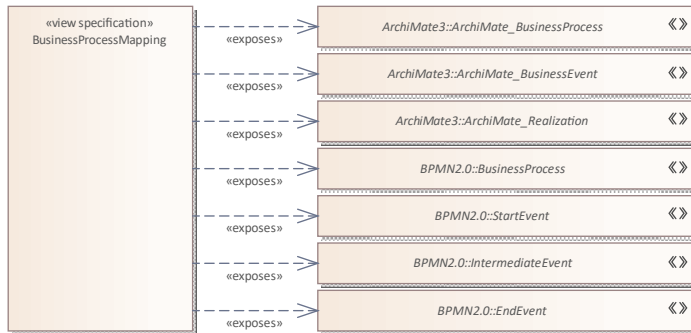 «view specification»
BusinessProcessMapping
«exposes»
ArchiMate3::ArchiMate_BusinessProcess
«exposes»
ArchiMate3::ArchiMate_BusinessEvent
«exposes»
ArchiMate3::ArchiMate_Realization
«exposes»
BPMN2.0::BusinessProcess
«exposes»
BPMN2.0::StartEvent
«exposes»
BPMN2.0::IntermediateEvent
«exposes»
BPMN2.0::EndEvent